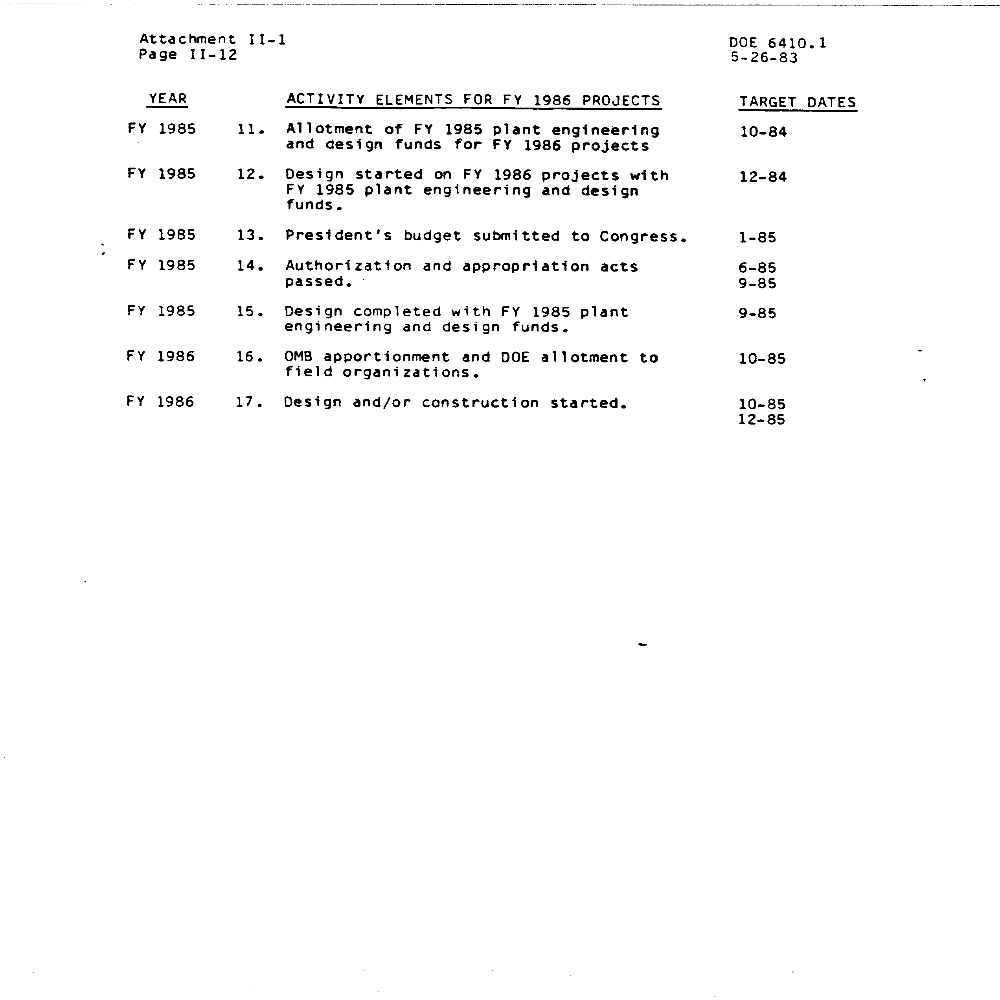 Attachment II-1 DOE 6410.1
Page II-12 5-26-83
YEAR ACTIVITY ELEMENTS FOR FY 1986 PROJECTS TARGET DATES
FY 1985 11. Allotment of FY 1985 plant engineering 10-84
and design funds for FY 1986 projects
FY 1985 12. Design started on FY 1986 projects with 12-84
FY 1985 plant engineering and design
funds.
FY 1985 13. President's budget submitted to Congress. 1-85
FY 1985 14. Authorization and appropriation acts 6-85
passed. 9-85
FY 1985 15. Design completed with FY 1985 plant 9-85
engineering and design funds.
FY 1986 16. OMB apportionment and DOE allotment to 10-85
field organizations.
FY 1986 17. Design and/or construction started. 10-85
12-85